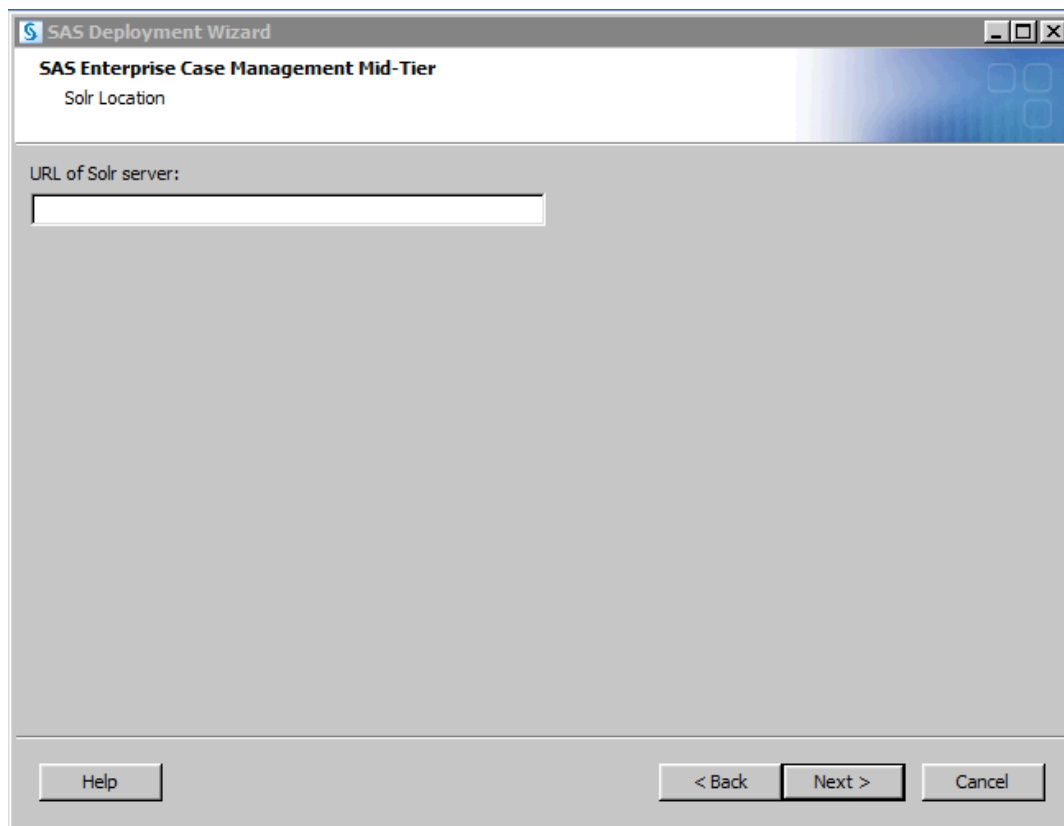 SAS Deployment Wizard
SAS Enterprise Case Management Mid-Tier
Solr Location
URL of Solr server:
Help
< Back
Next >
Cancel